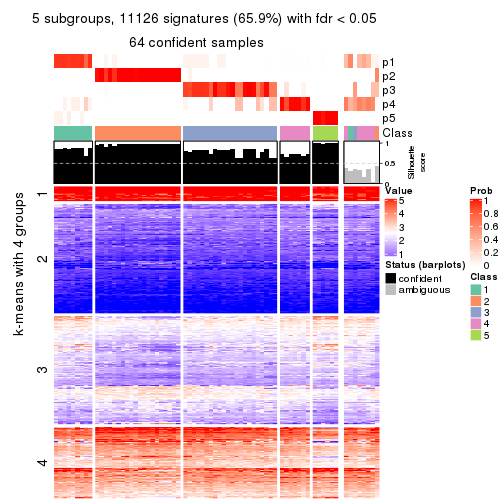 5 subgroups, 11126 signatures (65.9%) with fdr < 0.05
64 confident samples
p1
p2
p3
p4
p5
Class
1
0.5
0
Silhouette
score
k-means with 4 groups
1
2
3
4
Value
5
4
3
2
1
Status (barplots)
confident
ambiguous
Prob
1
0.8
0.6
0.4
0.2
0
Class
1
2
3
4
5